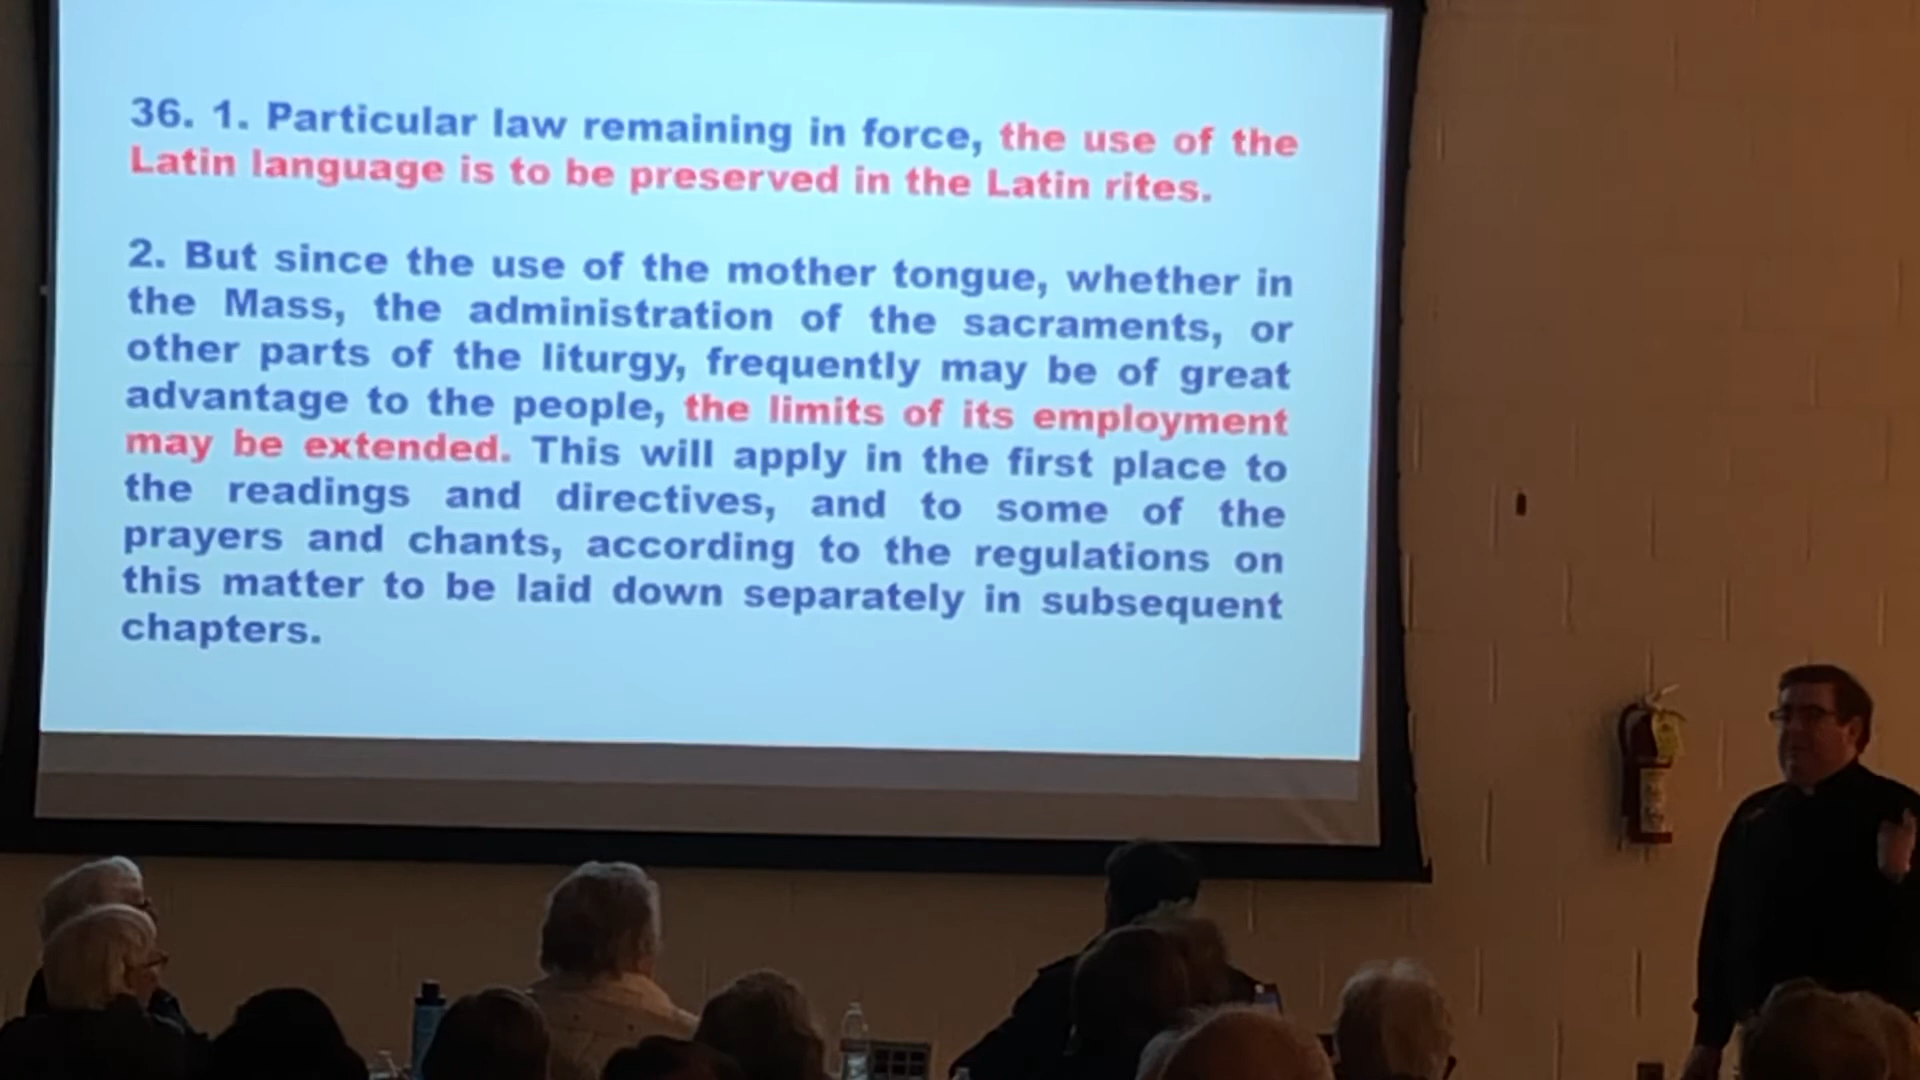 36. 1. Particular law remaining in force, the use of the
Latin language is to be preserved in the Latin rites.
2. But since the use of the mother tongue, whether in
the Mass, the administration of the sacraments, or
other parts of the liturgy, frequently may be of great
advantage to the people, the limits of its employment
may be extended. This will apply in the first place to
the readings and directives, and to some of the
prayers and chants, according to the regulations on
this matter to be laid down separately in subsequent
chapters.